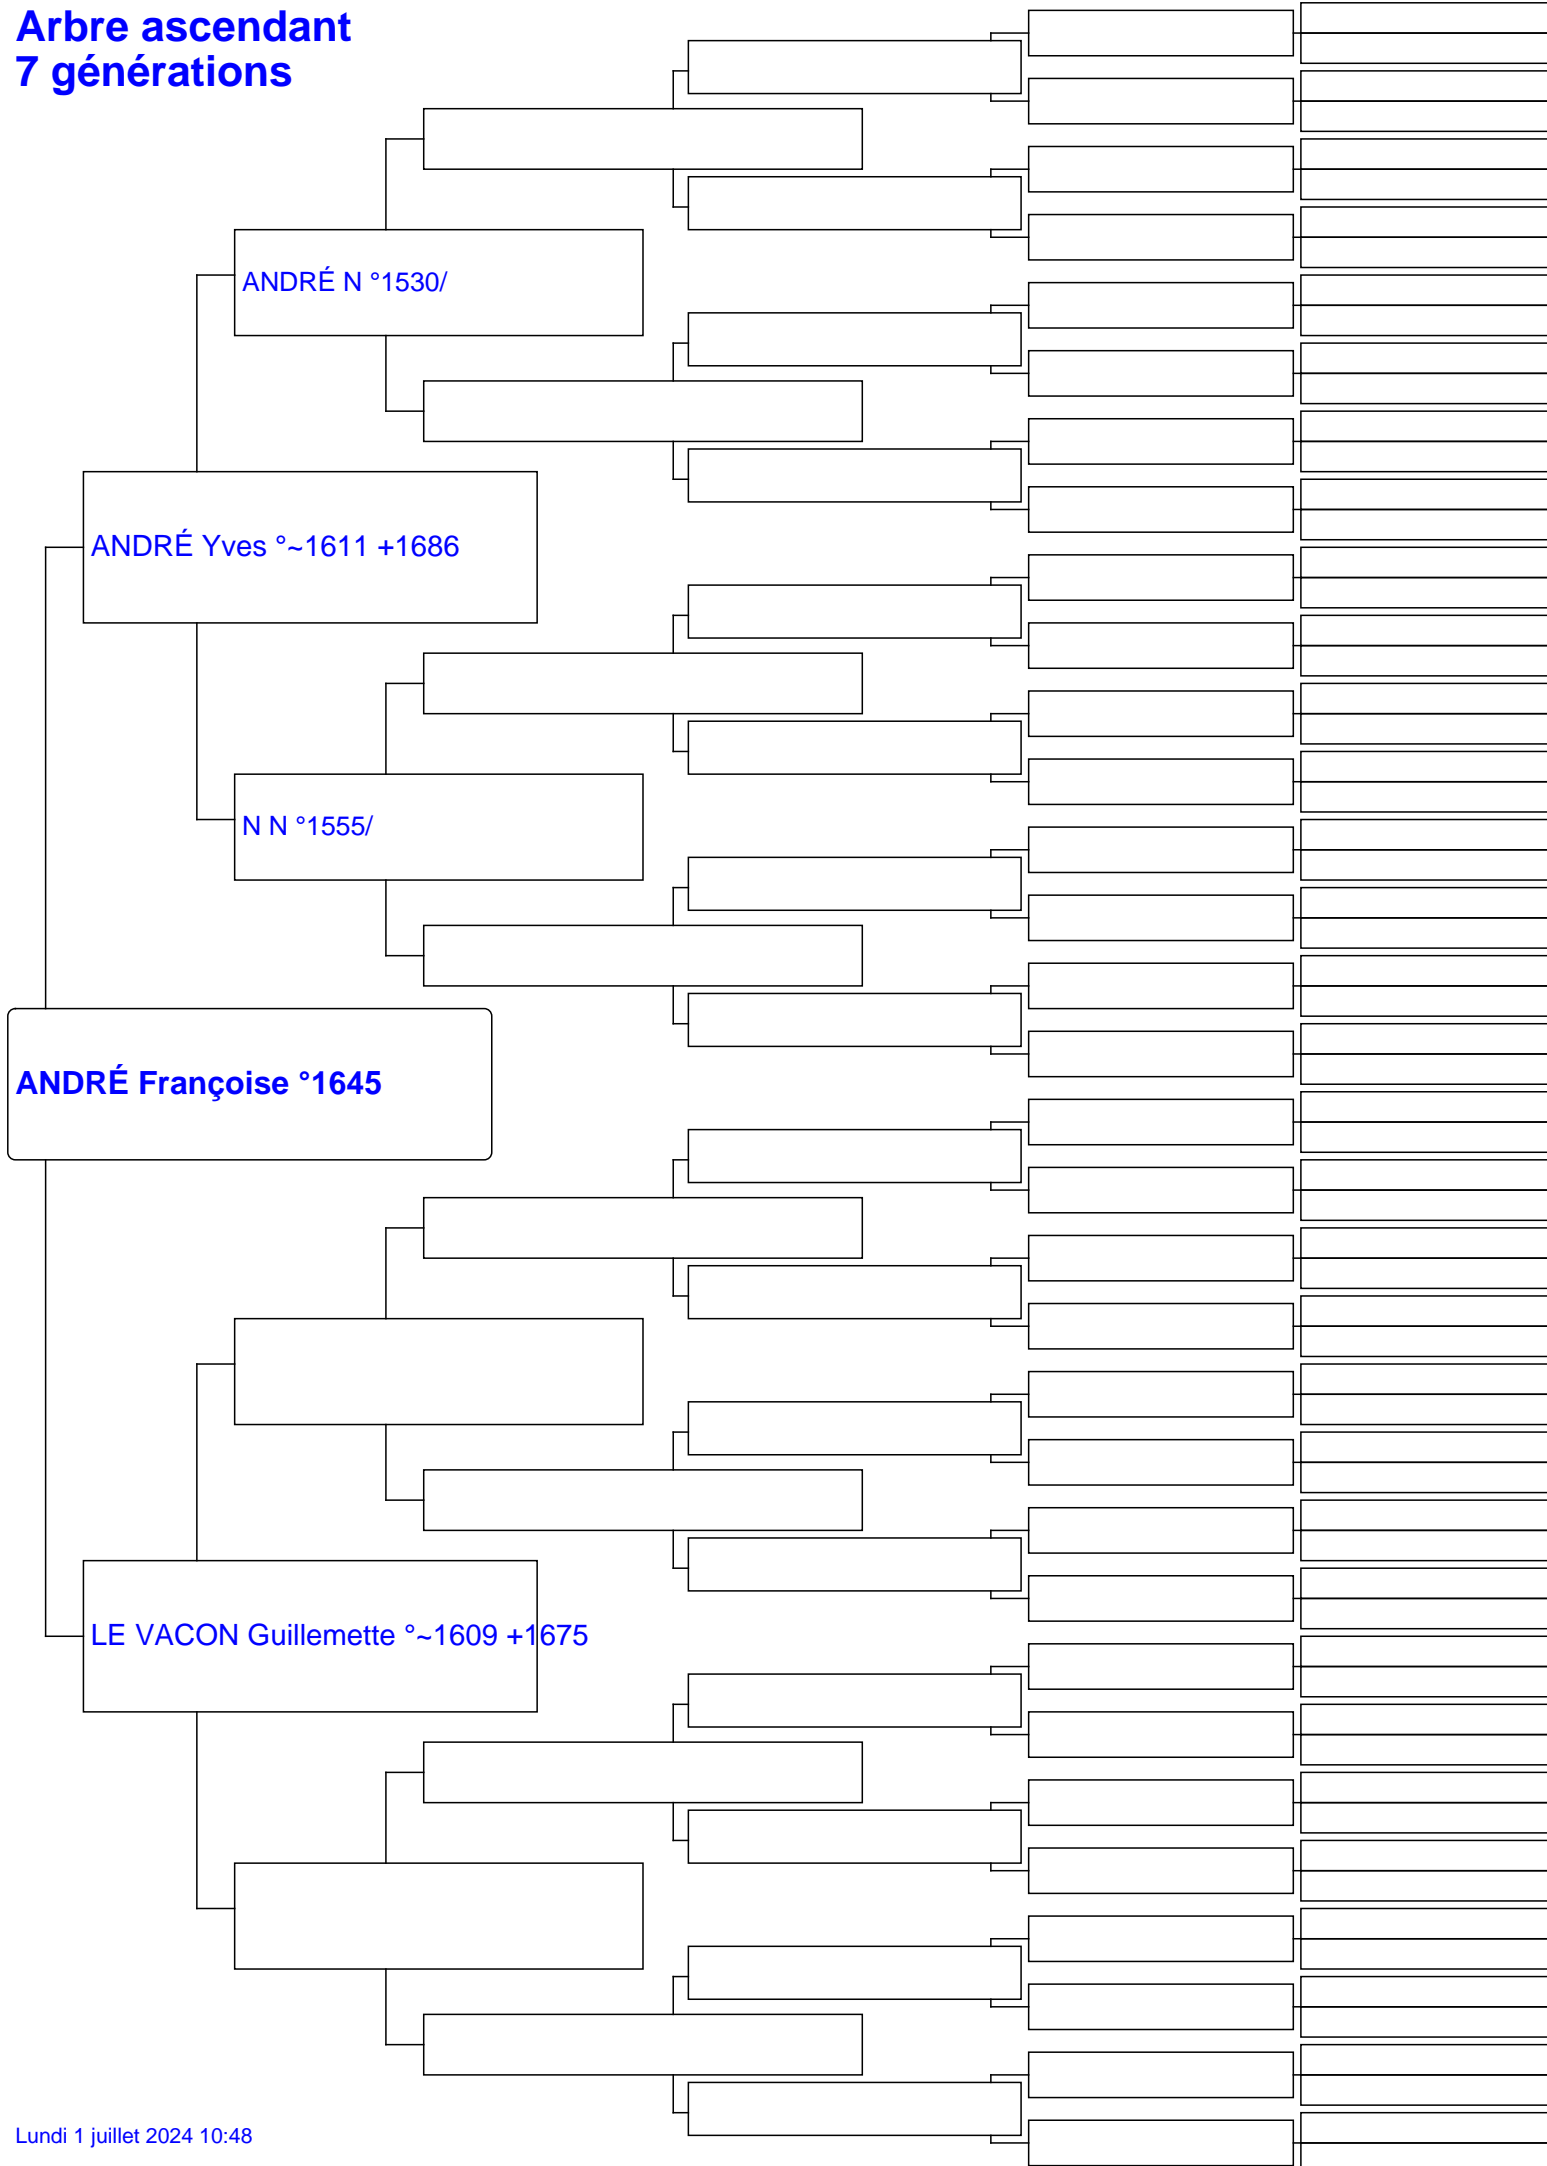 Arbre ascendant
7 générations
ANDRÉ N °1530/
ANDRÉ Yves °~1611 +1686
N N °1555/
ANDRÉ Françoise °1645
LE VACON Guillemette °~1609 +1675
Lundi 1 juillet 2024 10:48